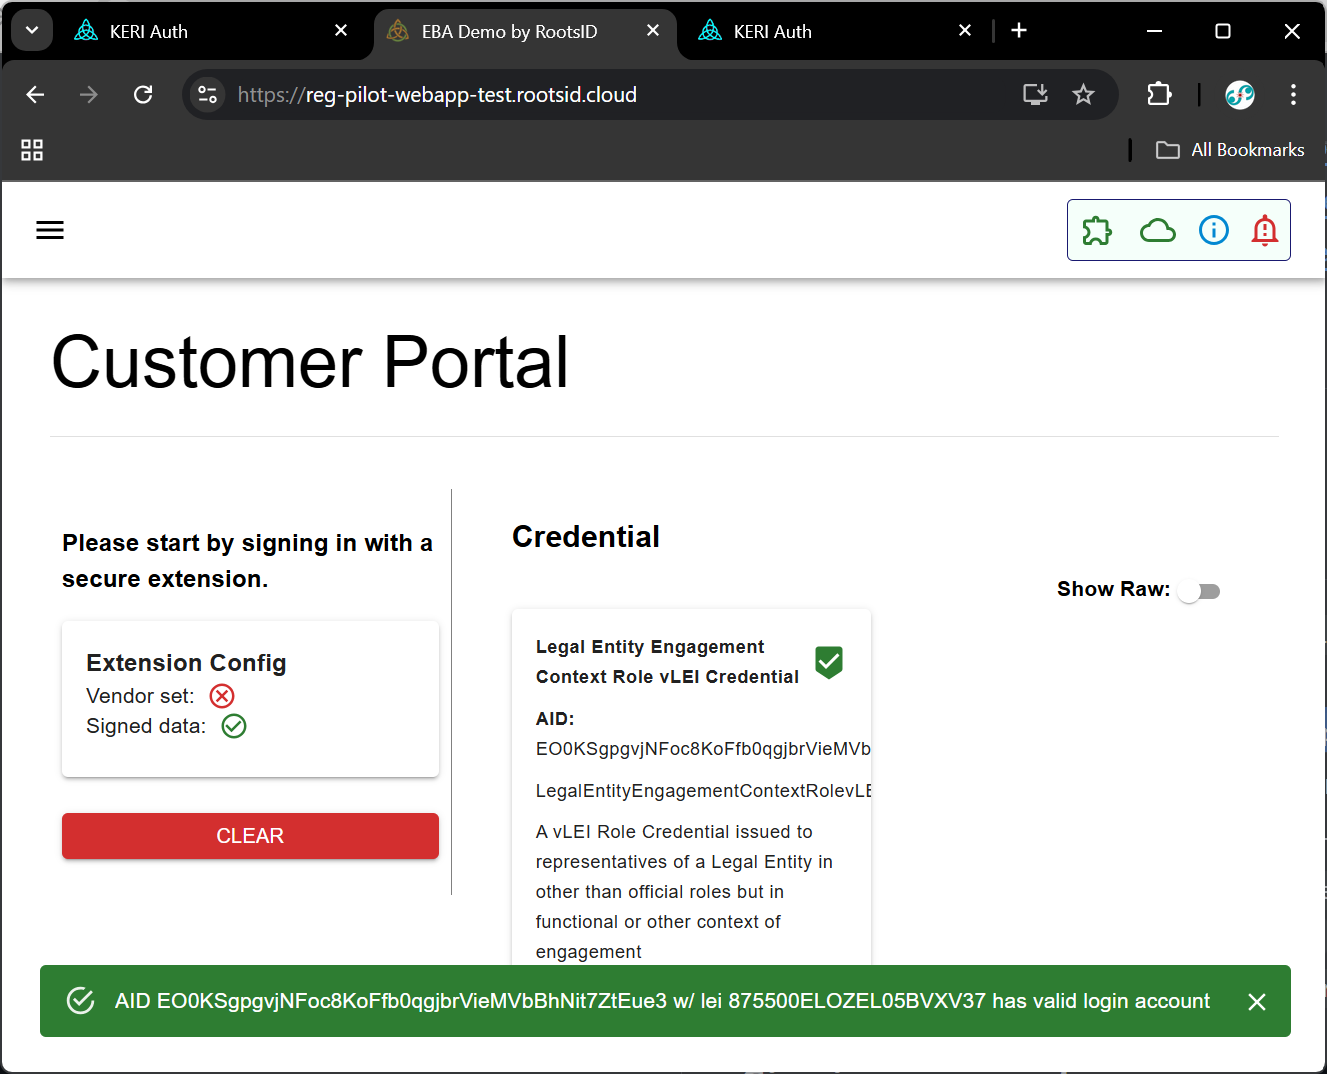 KERI Auth
EBA Demo by RootsID
KERI Auth
https://reg-pilot-webapp-test.rootsid.cloud
All Bookmarks
Customer Portal
Please start by signing in with a
secure extension.
Extension Config
Vendor set:
Signed data:
CLEAR
Credential
Show Raw:
Legal Entity Engagement
Context Role vLEI Credential
AID:
EO0KSgpgvjNFoc8KoFfb0qgjbrVieMVb
LegalEntityEngagementContextRolevLE
A vLEI Role Credential issued to
representatives of a Legal Entity in
other than official roles but in
functional or other context of
engagement
AID EO0KSgpgvjNFoc8KoFfb0qgjbrVieMVbBhNit7ZtEue3 w/ lei 875500ELOZEL05BVXV37 has valid login account